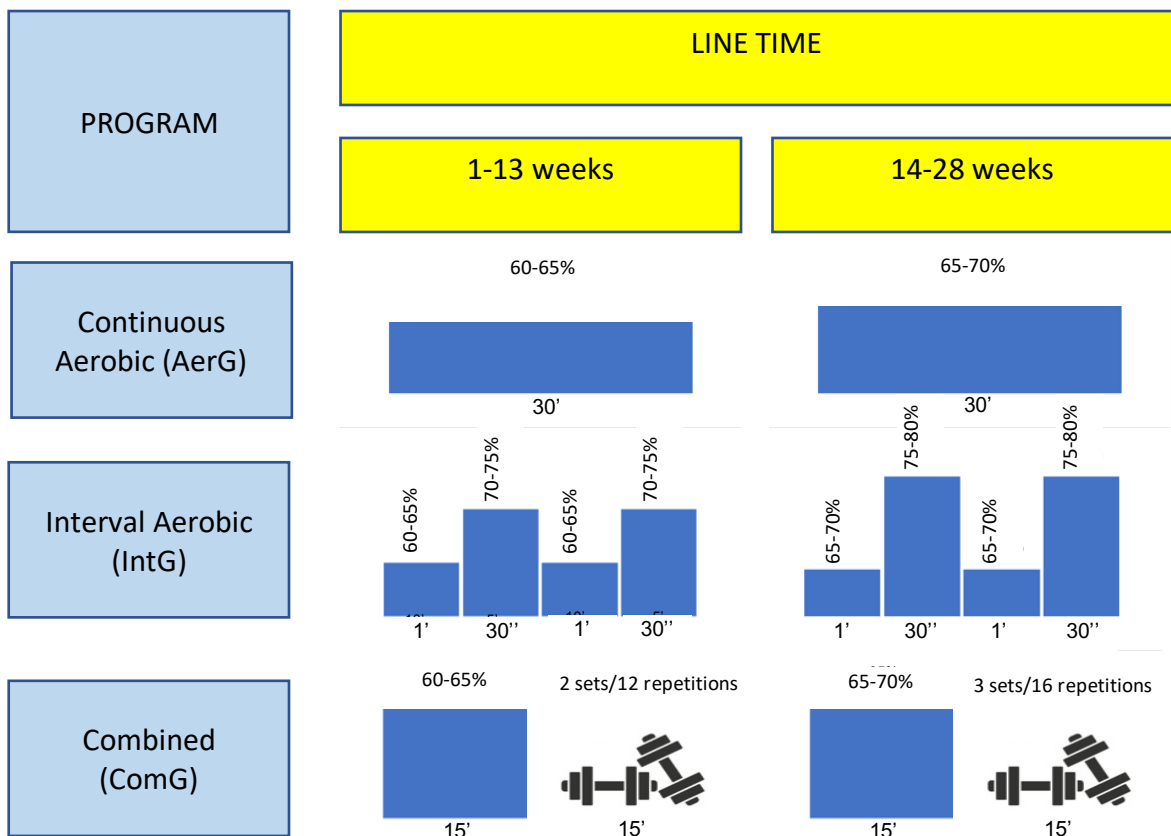 PROGRAM
LINE TIME
1-13 weeks
14-28 weeks
Continuous
Aerobic (AerG)
60-65%
30’
65-70%
30’
Interval Aerobic
(IntG)
60-65%
70-75%
60-65%
70-75%
1’
30’’
1’
30’’
65-70%
75-80%
65-70%
75-80%
1’
30’’
1’
30’’
Combined
(ComG)
60-65%
2 sets/12 repetitions
15’
15’
65-70%
3 sets/16 repetitions
15’
15’